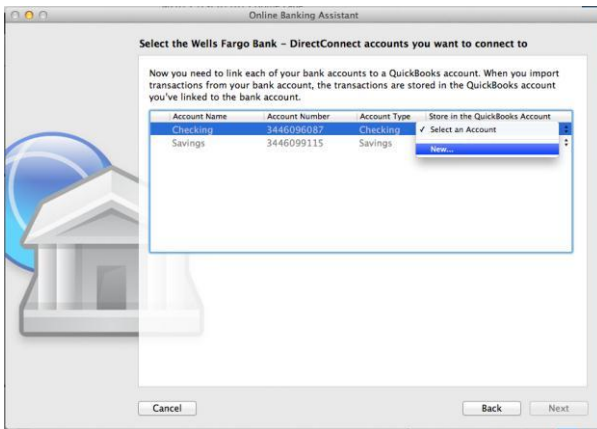 Online Banking Assistant
Select the Wells Fargo Bank – DirectConnect accounts you want to connect to
Now you need to link each of your bank accounts to a QuickBooks account. When you import
transactions from your bank account, the transactions are stored in the QuickBooks account
you've linked to the bank account.
Account Name Account Number Account Type Store in the QuickBooks Account
Checking 3446096087 Checking ✓ Select an Account
Savings 3446099115 Savings New...
Cancel Back Next